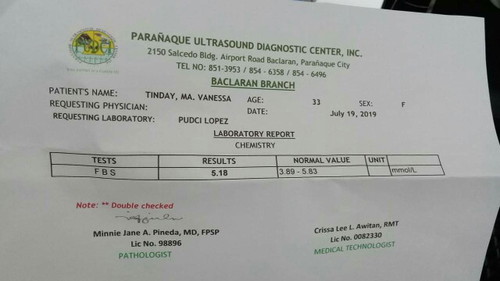 PARAÑAQUE ULTRASOUND DIAGNOSTIC CENTER, INC.
2150 Salcedo Bldg. Airport Road Baclaran, Parañaque City
TEL NO: 851-3953 / 854 - 6358 / 854 - 6496
BACLARAN BRANCH
PATIENT'S NAME: TINDAY, MA. VANESSA AGE: 33 SEX: F
REQUESTING PHYSICIAN: DATE: July 19, 2019
REQUESTING LABORATORY: PUDCI LOPEZ
LABORATORY REPORT
CHEMISTRY
TESTS RESULTS NORMAL VALUE UNIT
F B S 5.18 3.89 - 5.83 mmol/L
Note: ** Double checked
Minnie Jane A. Pineda, MD, FPSP
Lic No. 98896
PATHOLOGIST
Crissa Lee L. Awitan, RMT
Lic No. 0082330
MEDICAL TECHNOLOGIST